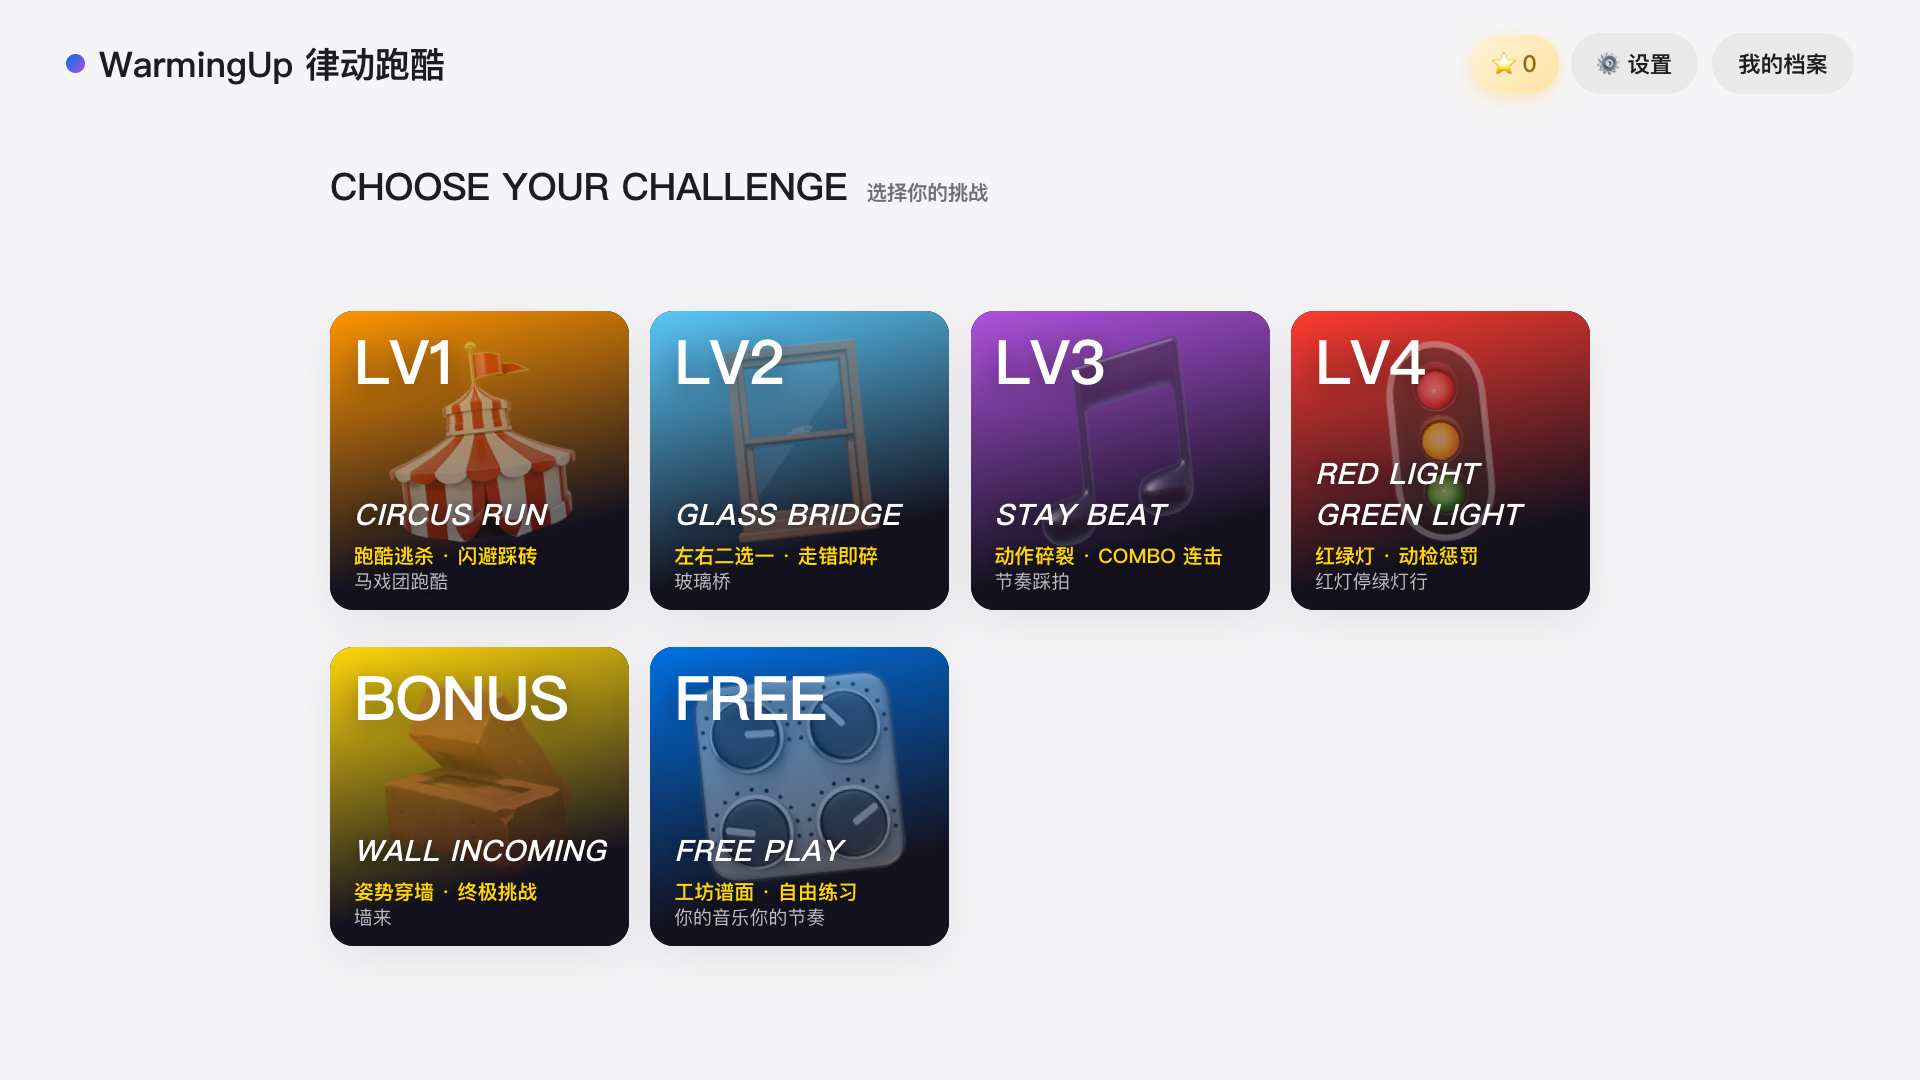 WarmingUp 律动跑酷
⭐ 0
⚙️ 设置
我的档案
CHOOSE YOUR CHALLENGE 选择你的挑战
LV1
CIRCUS RUN
跑酷逃杀 · 闪避踩砖
马戏团跑酷
LV2
GLASS BRIDGE
左右二选一 · 走错即碎
玻璃桥
LV3
STAY BEAT
动作碎裂 · COMBO 连击
节奏踩拍
LV4
RED LIGHT
GREEN LIGHT
红绿灯 · 动检惩罚
红灯停绿灯行
BONUS
WALL INCOMING
姿势穿墙 · 终极挑战
墙来
FREE
FREE PLAY
工坊谱面 · 自由练习
你的音乐你的节奏